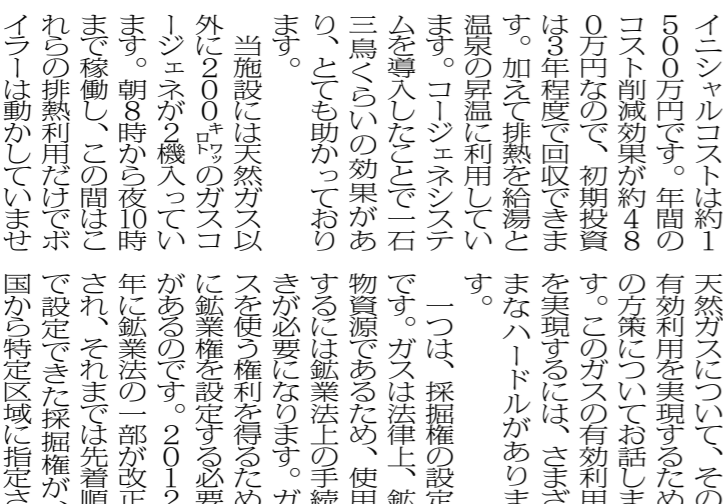 イニシャルコストは約1
500万円です。年間の
コスト削減効果が約48
0万円なので、初期投資
は3年程度で回収できま
す。加えて排熱を給湯と
温泉の昇温に利用してい
ます。コージェネシステ
ムを導入したことで一石
三鳥くらいの効果があ
り、とても助かっており
ます。
　当施設には天然ガス以
外に200キロワットのガスコ
ージェネが2機入ってい
ます。朝8時から夜10時
まで稼働し、この間はこ
れらの排熱利用だけでボ
イラーは動かしていませ
天然ガスについて、その
有効利用を実現するため
の方策についてお話しま
す。このガスの有効利用
を実現するには、さまざ
まなハードルがありま
す。
　一つは、採掘権の設定
です。ガスは法律上、鉱
物資源であるため、使用
するには鉱業法上の手続
きが必要になります。ガ
スを使う権利を得るため
に鉱業権を設定する必要
があるのです。2012
年に鉱業法の一部が改正
され、それまでは先着順
で設定できた採掘権が、
国から特定区域に指定さ